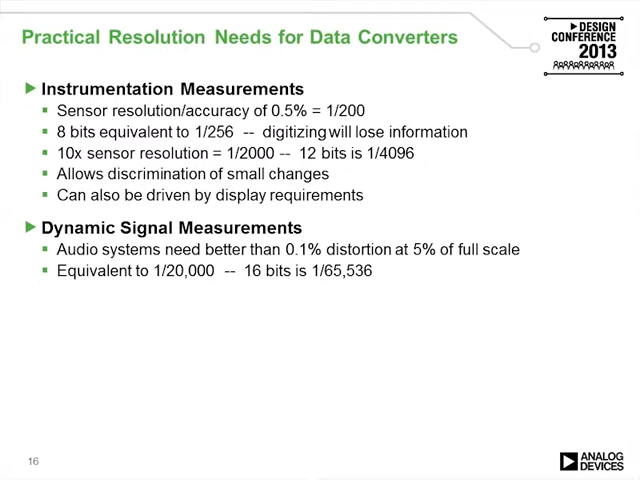 Practical Resolution Needs for Data Converters
DESIGN
CONFERENCE
2013
Instrumentation Measurements
Sensor resolution/accuracy of 0.5% = 1/200
8 bits equivalent to 1/256 -- digitizing will lose information
10x sensor resolution = 1/2000 -- 12 bits is 1/4096
Allows discrimination of small changes
Can also be driven by display requirements
Dynamic Signal Measurements
Audio systems need better than 0.1% distortion at 5% of full scale
Equivalent to 1/20,000 -- 16 bits is 1/65,536
16
ANALOG
DEVICES